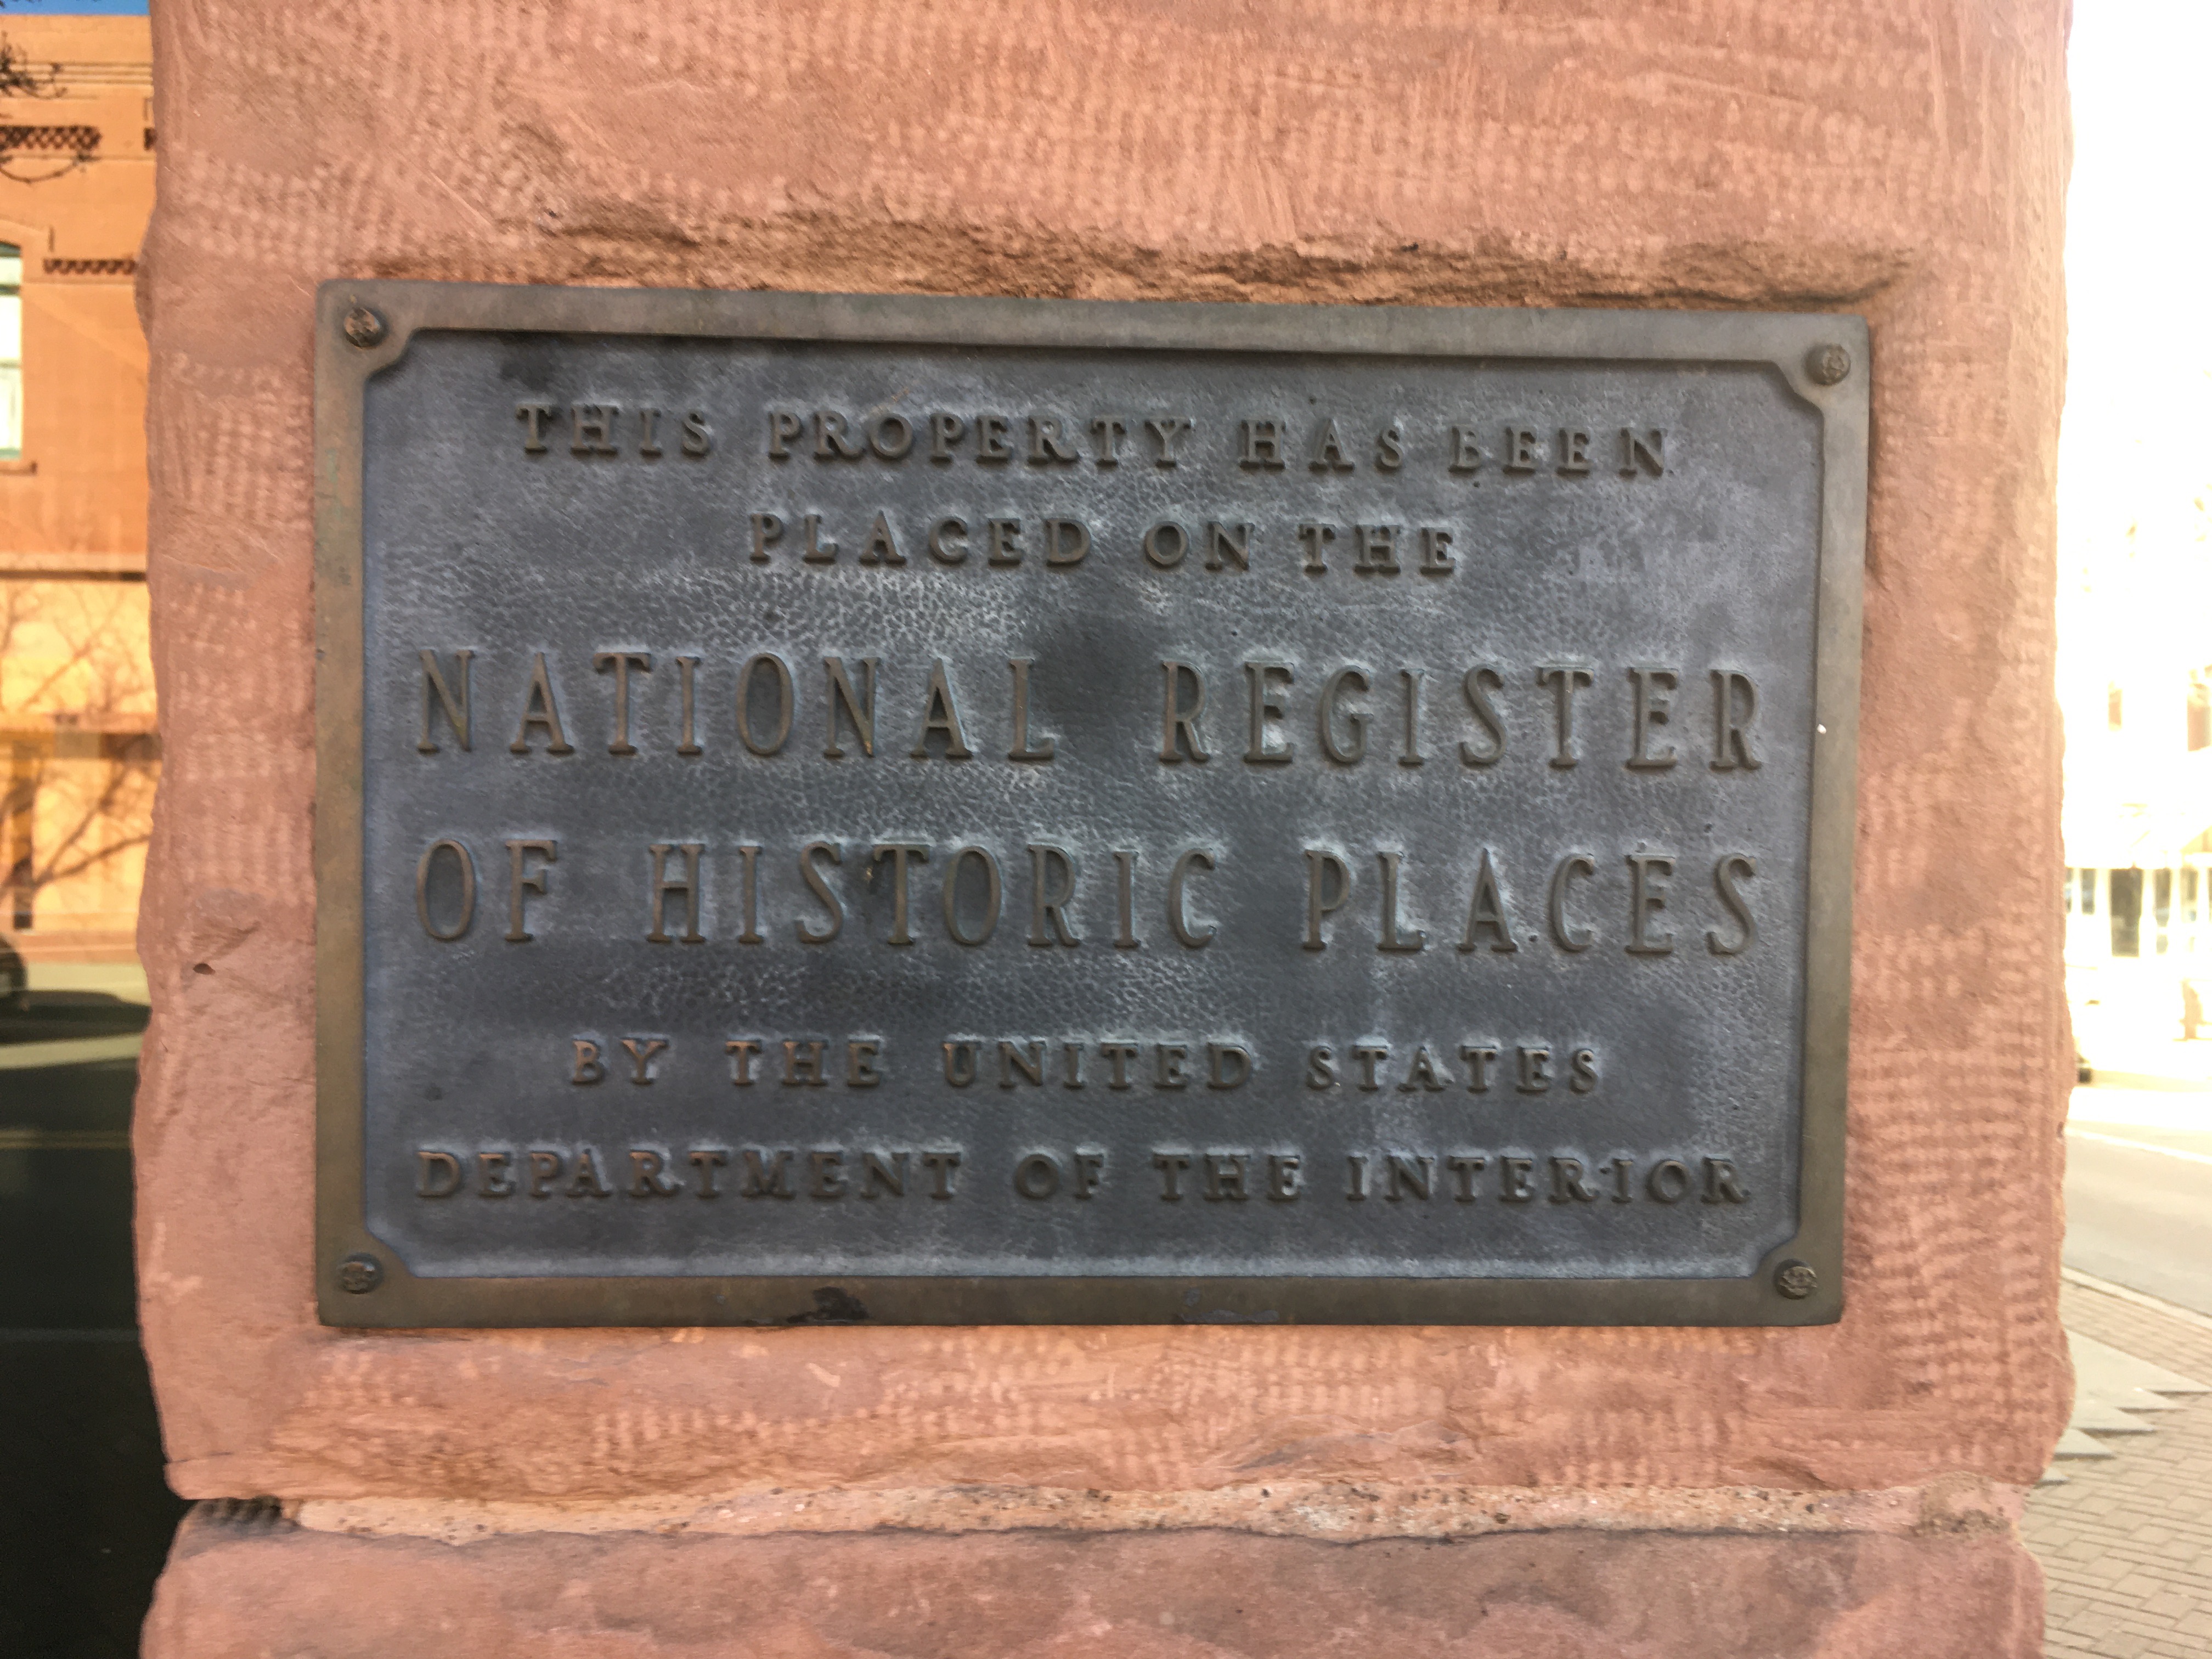 THIS PROPERTY HAS BEEN
PLACED ON THE
NATIONAL REGISTER
OF HISTORIC PLACES
BY THE UNITED STATES
DEPARTMENT OF THE INTERIOR